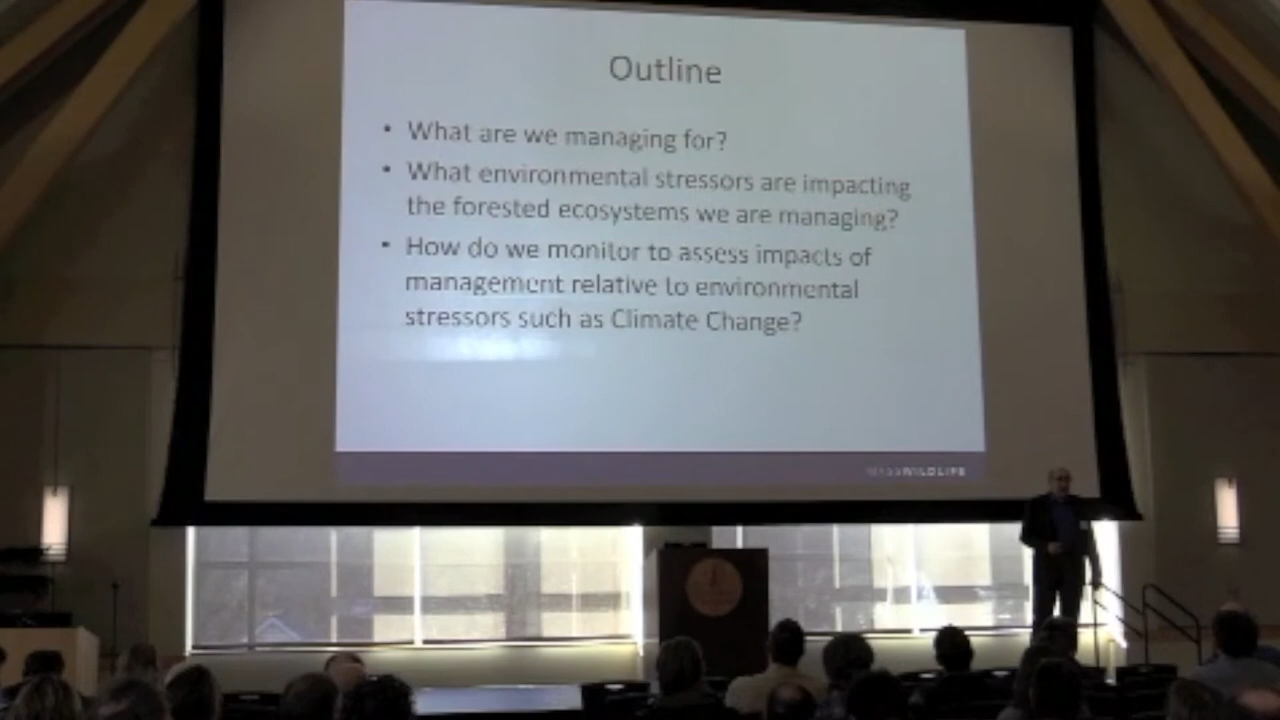 Outline
• What are we managing for?
• What environmental stressors are impacting
the forested ecosystems we are managing?
• How do we monitor to assess impacts of
management relative to environmental
stressors such as Climate Change?
MASSWILDLIFE